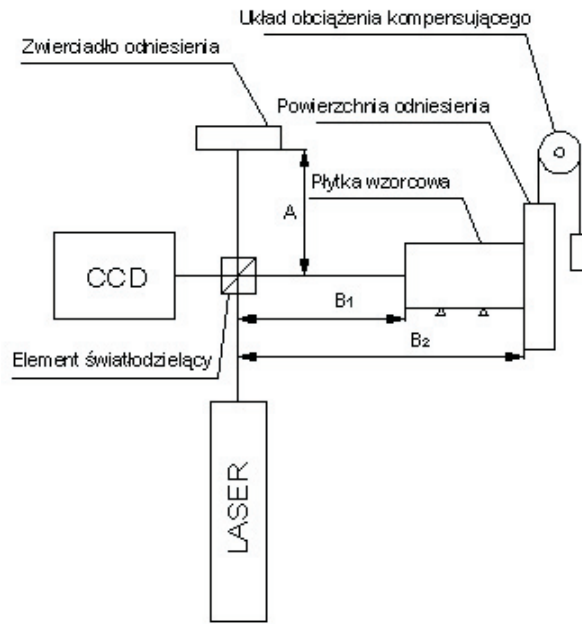 Układ obciążenia kompensującego
Zwierciadło odniesienia
Powierzchnia odniesienia
Płytka wzorcowa
A
CCD
B1
B2
Element światłodzielący
LASER